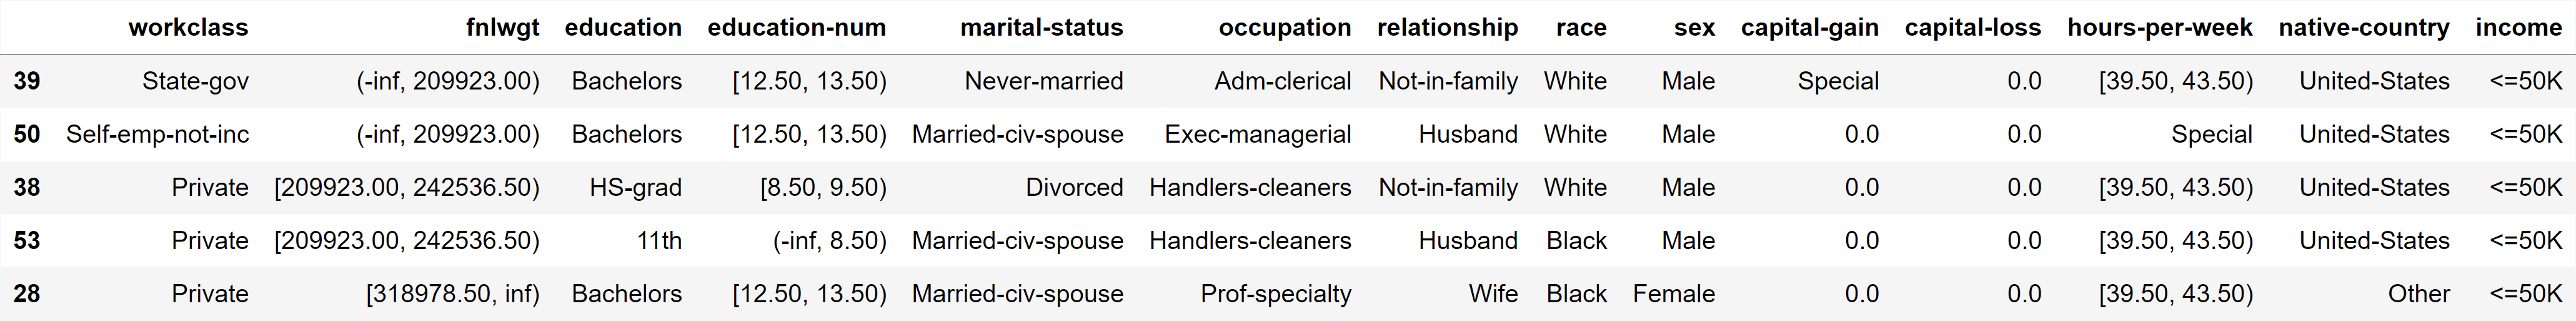 workclass fnlwgt education education-num marital-status occupation relationship race sex capital-gain capital-loss hours-per-week native-country income
39 State-gov (-inf, 209923.00) Bachelors [12.50, 13.50) Never-married Adm-clerical Not-in-family White Male Special 0.0 [39.50, 43.50) United-States <=50K
50 Self-emp-not-inc (-inf, 209923.00) Bachelors [12.50, 13.50) Married-civ-spouse Exec-managerial Husband White Male 0.0 0.0 Special United-States <=50K
38 Private [209923.00, 242536.50) HS-grad [8.50, 9.50) Divorced Handlers-cleaners Not-in-family White Male 0.0 0.0 [39.50, 43.50) United-States <=50K
53 Private [209923.00, 242536.50) 11th (-inf, 8.50) Married-civ-spouse Handlers-cleaners Husband Black Male 0.0 0.0 [39.50, 43.50) United-States <=50K
28 Private [318978.50, inf) Bachelors [12.50, 13.50) Married-civ-spouse Prof-specialty Wife Black Female 0.0 0.0 [39.50, 43.50) Other <=50K